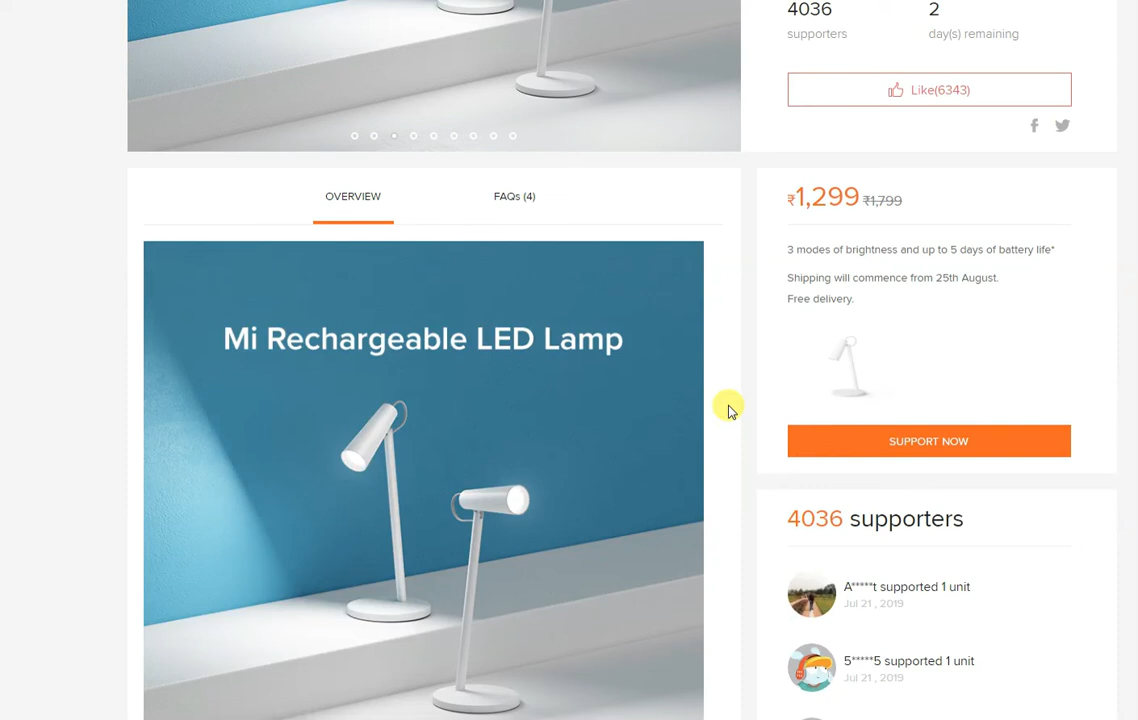 4036
supporters
2
day(s) remaining
Like(6343)
OVERVIEW
FAQs (4)
₹1,299 ₹1,799
3 modes of brightness and up to 5 days of battery life*
Shipping will commence from 25th August.
Free delivery.
Mi Rechargeable LED Lamp
SUPPORT NOW
4036 supporters
A*****t supported 1 unit
Jul 21 , 2019
5*****5 supported 1 unit
Jul 21 , 2019